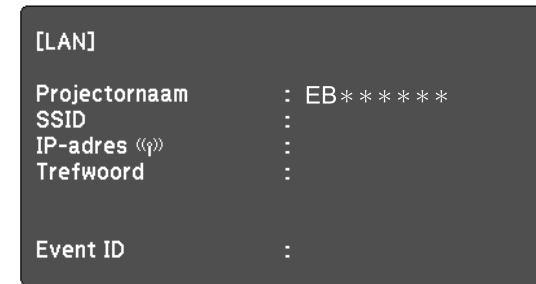 [LAN]
Projectornaam : EB******
SSID :
IP-adres :
Trefwoord :
Event ID :